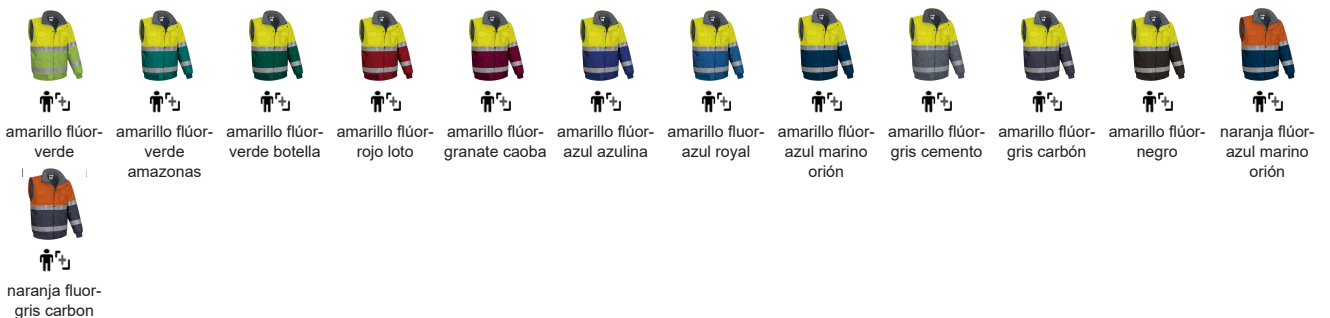 amarillo flúor-
verde
amarillo flúor-
verde
amazonas
amarillo flúor-
verde botella
amarillo flúor-
rojo loto
amarillo flúor-
granate caoba
amarillo flúor-
azul azulina
amarillo fluor-
azul royal
amarillo flúor-
azul marino
orión
amarillo flúor-
gris cemento
amarillo flúor-
gris carbón
amarillo flúor-
negro
naranja flúor-
azul marino
orión
naranja fluor-
gris carbon